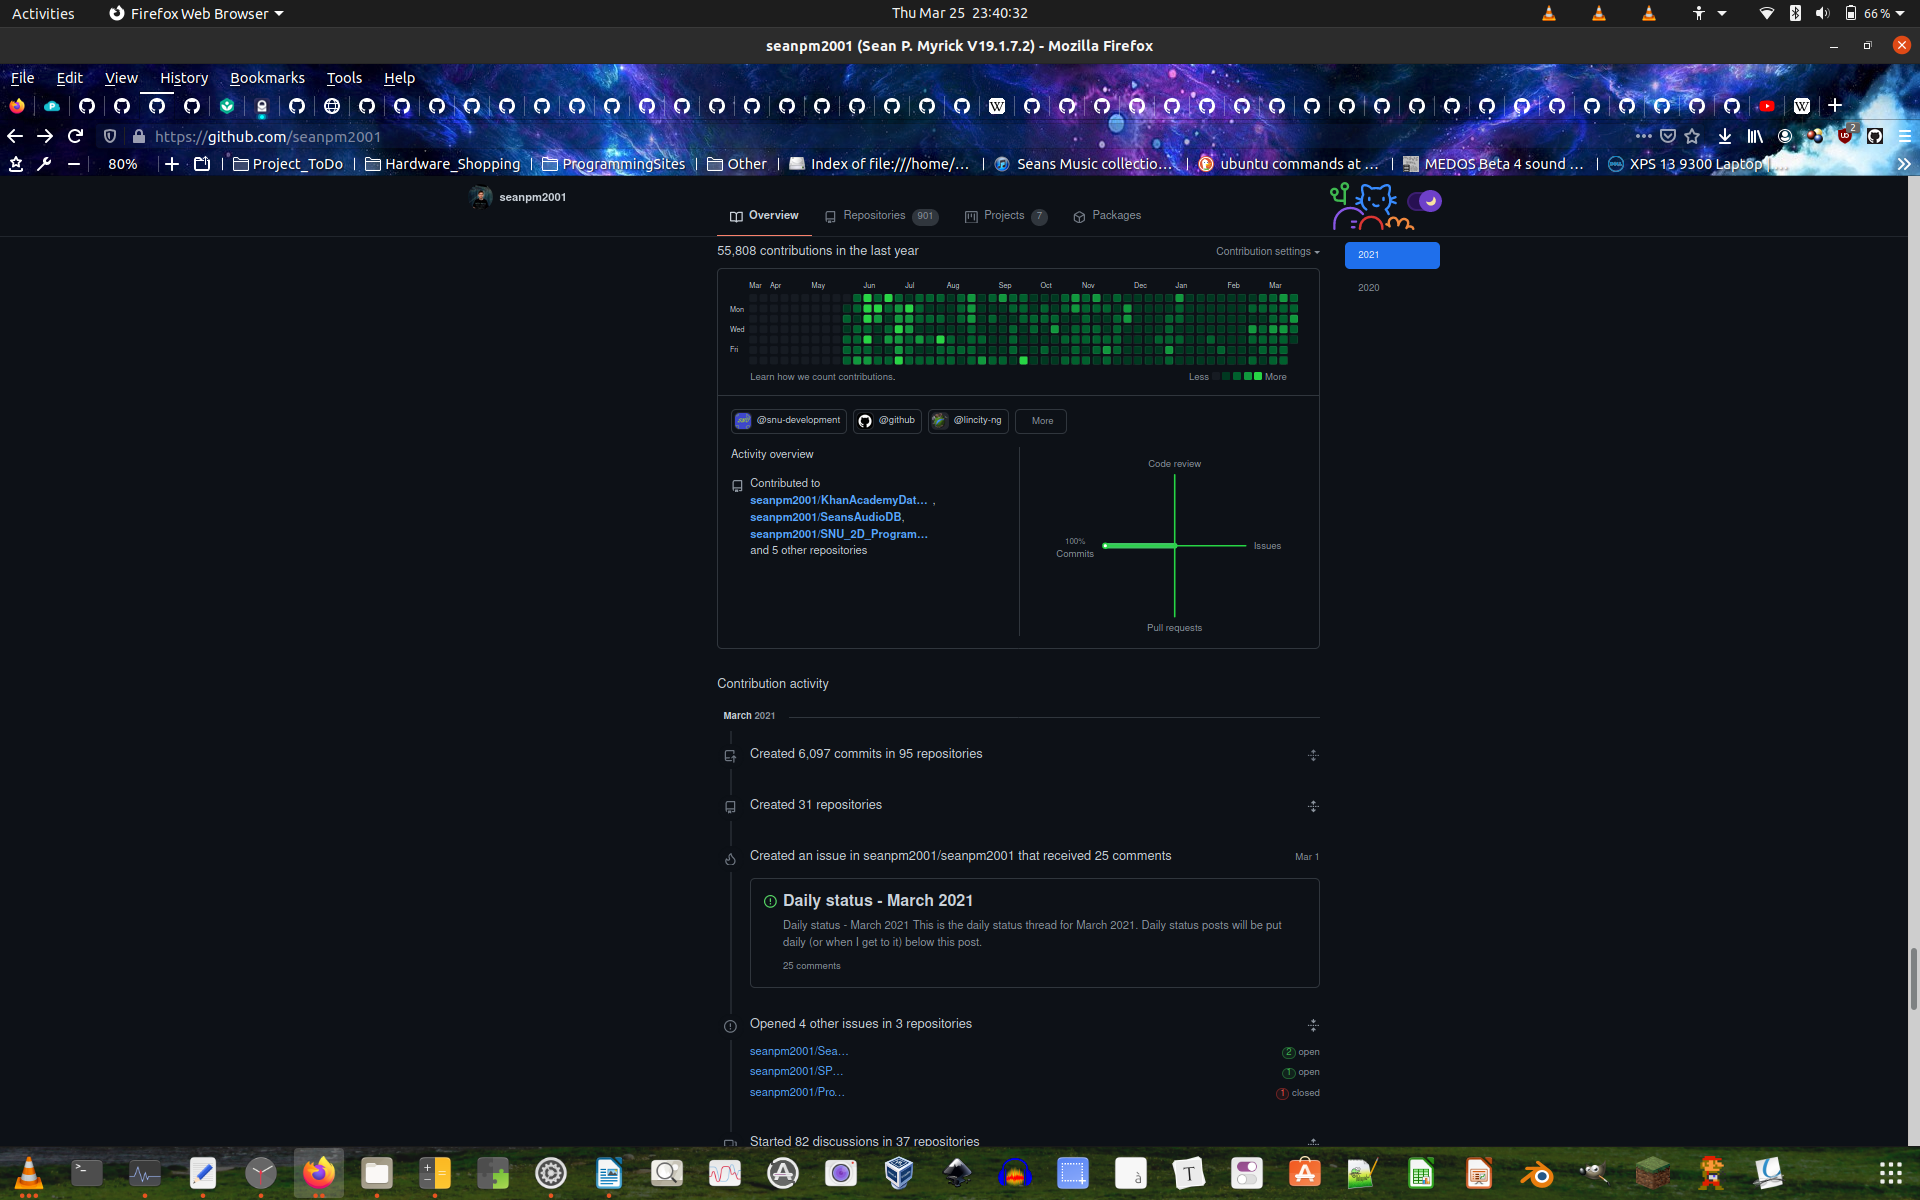 Activities Firefox Web Browser Thu Mar 25 23:40:32 66 %
seanpm2001 (Sean P. Myrick V19.1.7.2) - Mozilla Firefox
File Edit View History Bookmarks Tools Help
https://github.com/seanpm2001 2
80% Project_ToDo Hardware_Shopping ProgrammingSites Other Index of file:///home/… Seans Music collectio… ubuntu commands at … MEDOS Beta 4 sound … XPS 13 9300 Laptop
seanpm2001
Overview Repositories 901 Projects 7 Packages
55,808 contributions in the last year Contribution settings
2021
2020
Mar Apr May Jun Jul Aug Sep Oct Nov Dec Jan Feb Mar
Mon
Wed
Fri
Learn how we count contributions. Less More
@snu-development @github @lincity-ng More
Activity overview
Contributed to
seanpm2001/KhanAcademyDat… ,
seanpm2001/SeansAudioDB,
seanpm2001/SNU_2D_Program…
and 5 other repositories
Code review
100%
Commits
Issues
Pull requests
Contribution activity
March 2021
Created 6,097 commits in 95 repositories
Created 31 repositories
Created an issue in seanpm2001/seanpm2001 that received 25 comments Mar 1
Daily status - March 2021
Daily status - March 2021 This is the daily status thread for March 2021. Daily status posts will be put
daily (or when I get to it) below this post.
25 comments
Opened 4 other issues in 3 repositories
seanpm2001/Sea… 2 open
seanpm2001/SP… 1 open
seanpm2001/Pro… 1 closed
Started 82 discussions in 37 repositories